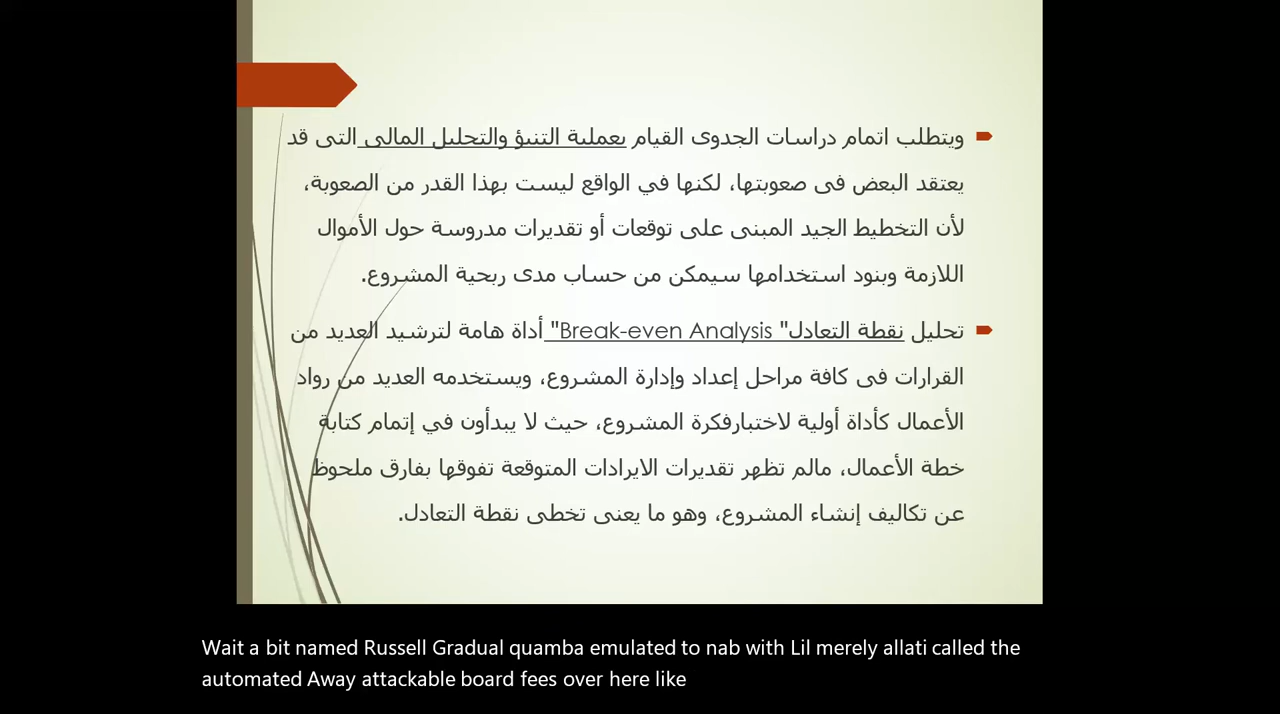 ويتطلب اتمام دراسات الجدوى القيام بعملية التنبؤ والتحليل المالى التى قد
يعتقد البعض فى صعوبتها، لكنها في الواقع ليست بهذا القدر من الصعوبة،
لأن التخطيط الجيد المبنى على توقعات أو تقديرات مدروسة حول الأموال
اللازمة وبنود استخدامها سيمكن من حساب مدى ربحية المشروع.
تحليل نقطة التعادل" Break-even Analysis" أداة هامة لترشيد العديد من
القرارات فى كافة مراحل إعداد وإدارة المشروع، ويستخدمه العديد من رواد
الأعمال كأداة أولية لاختبارفكرة المشروع، حيث لا يبدأون في إتمام كتابة
خطة الأعمال، مالم تظهر تقديرات الايرادات المتوقعة تفوقها بفارق ملحوظ
عن تكاليف إنشاء المشروع، وهو ما يعنى تخطى نقطة التعادل.
Wait a bit named Russell Gradual quamba emulated to nab with Lil merely allati called the
automated Away attackable board fees over here like